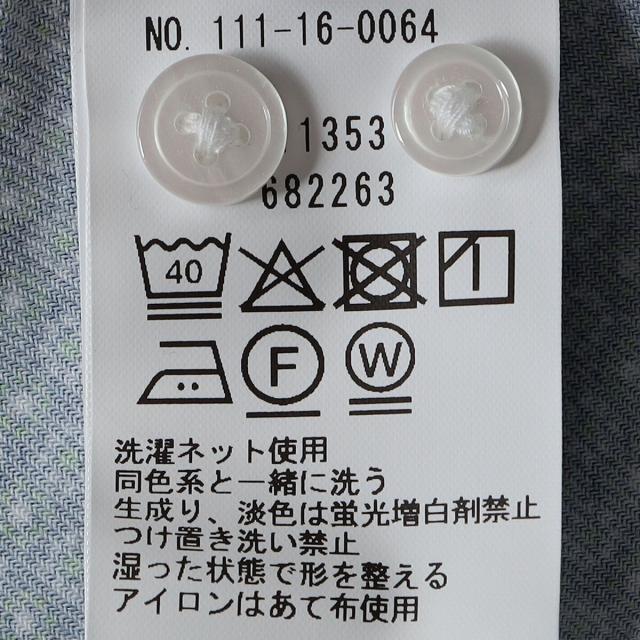 NO. 111-16-0064
1353
682263
40
F W
洗濯ネット使用
同色系と一緒に洗う
生成り、淡色は蛍光増白剤禁止
つけ置き洗い禁止
湿った状態で形を整える
アイロンはあて布使用